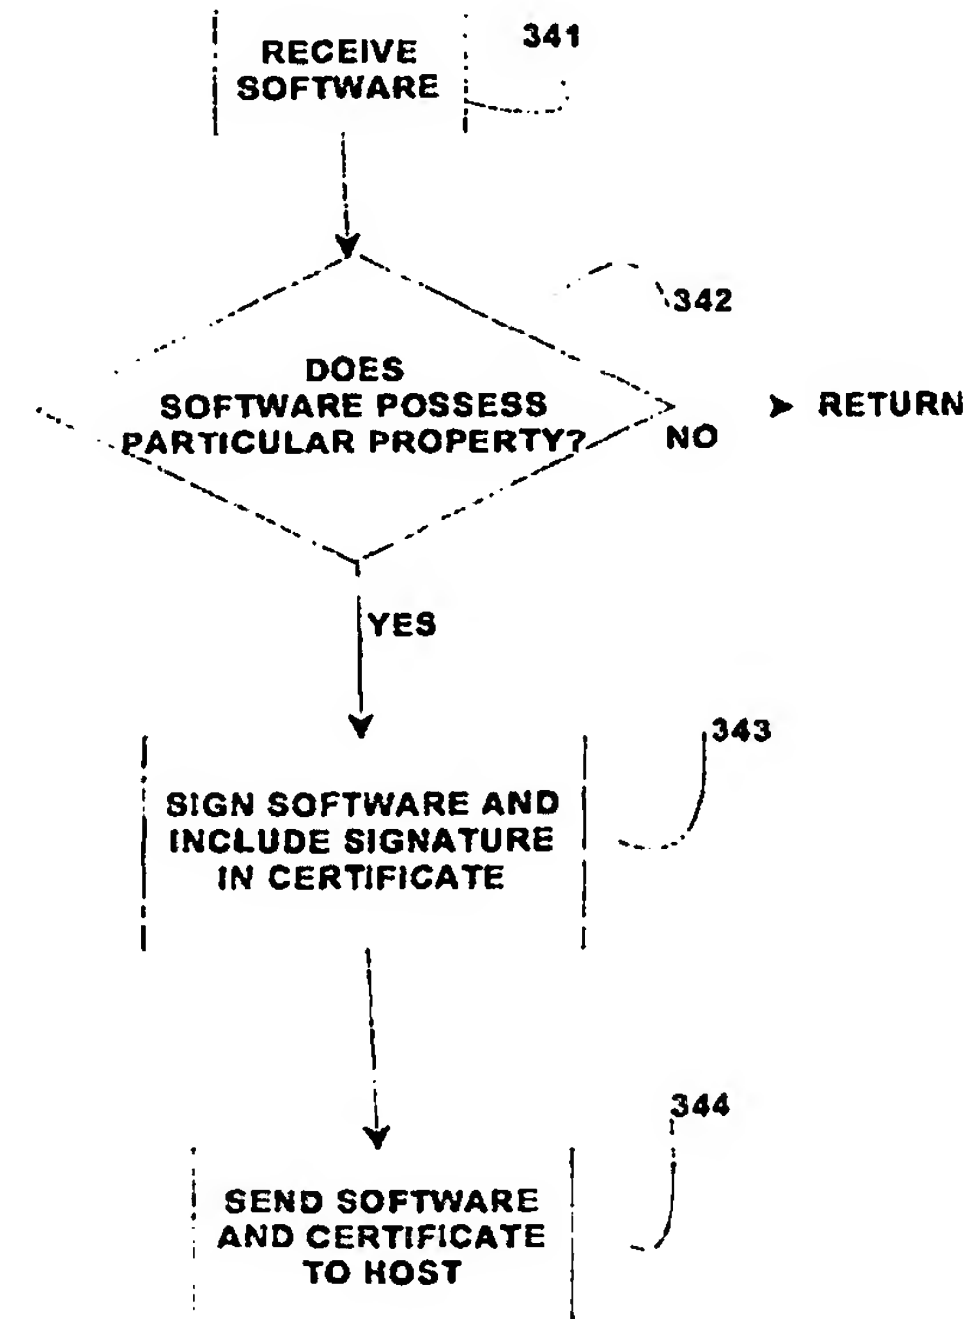 341
RECEIVE
SOFTWARE
342
DOES
SOFTWARE POSSESS
PARTICULAR PROPERTY?
NO
RETURN
YES
343
SIGN SOFTWARE AND
INCLUDE SIGNATURE
IN CERTIFICATE
344
SEND SOFTWARE
AND CERTIFICATE
TO HOST